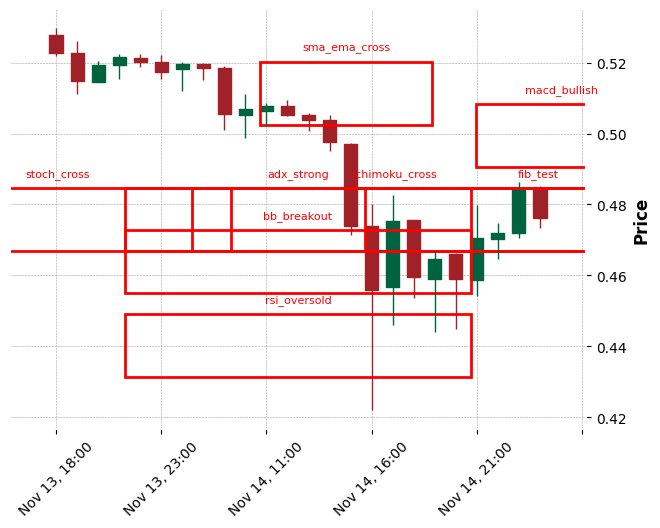 sma_ema_cross
macd_bullish
stoch_cross
adx_strong
ichimoku_cross
fib_test
bb_breakout
rsi_oversold
0.52
0.50
0.48
0.46
0.44
0.42
Price
Nov 13, 18:00
Nov 13, 23:00
Nov 14, 11:00
Nov 14, 16:00
Nov 14, 21:00